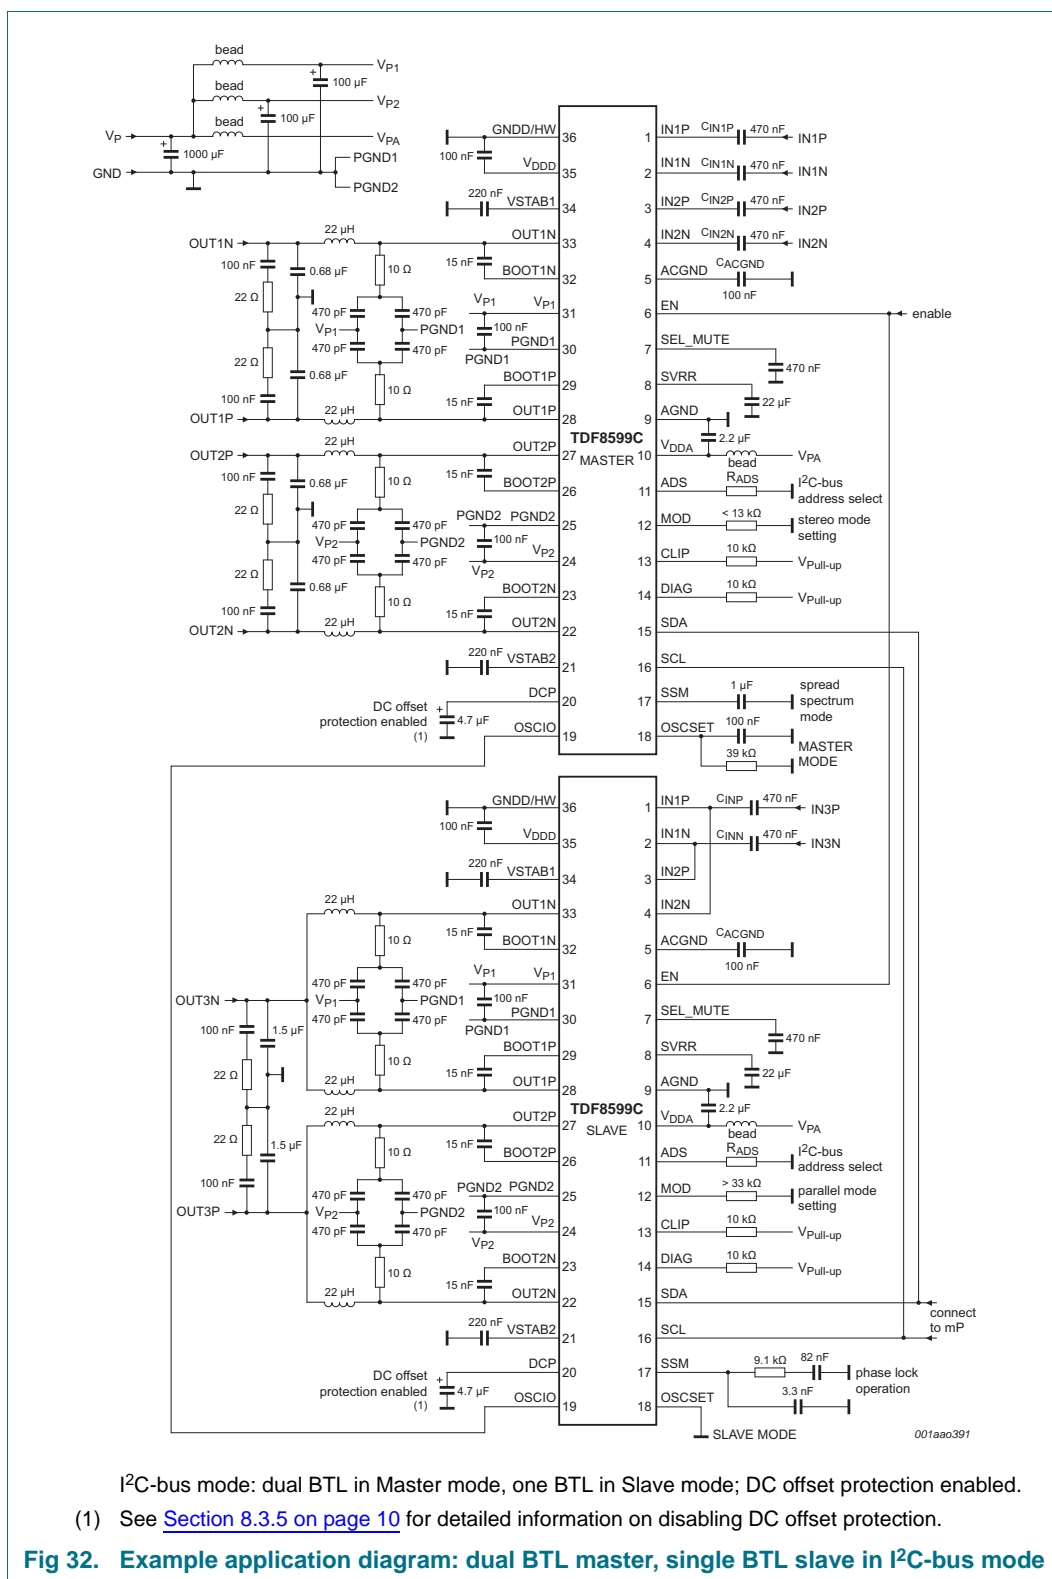 bead
VP1
100 µF
bead
VP2
100 µF
bead
VP
VPA
1000 µF
PGND1
GND
PGND2
GNDD/HW
36
1
IN1P
CIN1P
470 nF
IN1P
100 nF
VDDD
35
2
IN1N
CIN1N
470 nF
IN1N
220 nF
VSTAB1
34
3
IN2P
CIN2P
470 nF
IN2P
22 µH
OUT1N
OUT1N
33
4
IN2N
CIN2N
470 nF
IN2N
100 nF
0.68 µF
10 Ω
15 nF
BOOT1N
32
5
ACGND
CACGND
100 nF
22 Ω
470 pF
470 pF
VP1
VP1
31
6
EN
enable
VP1
PGND1
100 nF
470 pF
470 pF
PGND1
PGND1
30
7
SEL_MUTE
470 nF
22 Ω
0.68 µF
10 Ω
BOOT1P
29
8
SVRR
22 µF
100 nF
15 nF
22 µH
OUT1P
OUT1P
28
9
AGND
2.2 µF
TDF8599C
MASTER
22 µH
OUT2P
OUT2P
27
10
VDDA
bead
VPA
100 nF
0.68 µF
10 Ω
15 nF
BOOT2P
26
11
ADS
RADS
I2C-bus
address select
22 Ω
470 pF
470 pF
PGND2
PGND2
25
12
MOD
< 13 kΩ
stereo mode
setting
VP2
PGND2
100 nF
470 pF
470 pF
VP2
VP2
24
13
CLIP
10 kΩ
VPull-up
22 Ω
0.68 µF
10 Ω
BOOT2N
23
14
DIAG
10 kΩ
VPull-up
100 nF
15 nF
22 µH
OUT2N
OUT2N
22
15
SDA
220 nF
VSTAB2
21
16
SCL
DC offset
protection enabled
(1)
4.7 µF
DCP
20
17
SSM
1 µF
spread
spectrum
mode
OSCIO
19
18
OSCSET
100 nF
39 kΩ
MASTER
MODE
GNDD/HW
36
1
IN1P
CINP
470 nF
IN3P
100 nF
VDDD
35
2
IN1N
CINN
470 nF
IN3N
220 nF
VSTAB1
34
3
IN2P
22 µH
OUT1N
33
4
IN2N
10 Ω
15 nF
BOOT1N
32
5
ACGND
CACGND
100 nF
470 pF
470 pF
VP1
VP1
31
6
EN
OUT3N
VP1
PGND1
100 nF
100 nF
1.5 µF
470 pF
470 pF
PGND1
PGND1
30
7
SEL_MUTE
470 nF
22 Ω
10 Ω
BOOT1P
29
8
SVRR
22 µF
15 nF
22 µH
OUT1P
28
9
AGND
2.2 µF
TDF8599C
SLAVE
22 µH
OUT2P
27
10
VDDA
bead
VPA
22 Ω
1.5 µF
10 Ω
15 nF
BOOT2P
26
11
ADS
RADS
I2C-bus
address select
100 nF
470 pF
470 pF
PGND2
PGND2
25
12
MOD
> 33 kΩ
parallel mode
setting
OUT3P
VP2
PGND2
100 nF
470 pF
470 pF
VP2
VP2
24
13
CLIP
10 kΩ
VPull-up
10 Ω
BOOT2N
23
14
DIAG
10 kΩ
VPull-up
15 nF
22 µH
OUT2N
22
15
SDA
connect
to mP
220 nF
VSTAB2
21
16
SCL
DC offset
protection enabled
(1)
4.7 µF
DCP
20
17
SSM
9.1 kΩ
82 nF
3.3 nF
phase lock
operation
OSCIO
19
18
OSCSET
SLAVE MODE
001aao391
I2C-bus mode: dual BTL in Master mode, one BTL in Slave mode; DC offset protection enabled.
(1) See Section 8.3.5 on page 10 for detailed information on disabling DC offset protection.
Fig 32. Example application diagram: dual BTL master, single BTL slave in I2C-bus mode